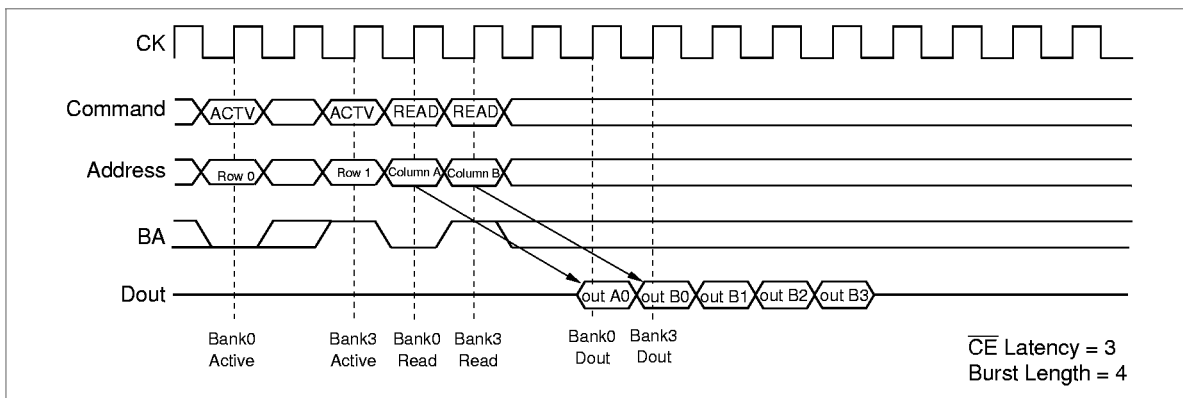 CK
Command ACTV ACTV READ READ
Address Row 0 Row 1 Column A Column B
BA
Dout out A0 out B0 out B1 out B2 out B3
Bank0 Active
Bank3 Active
Bank0 Read
Bank3 Read
Bank0 Dout
Bank3 Dout
CE Latency = 3
Burst Length = 4